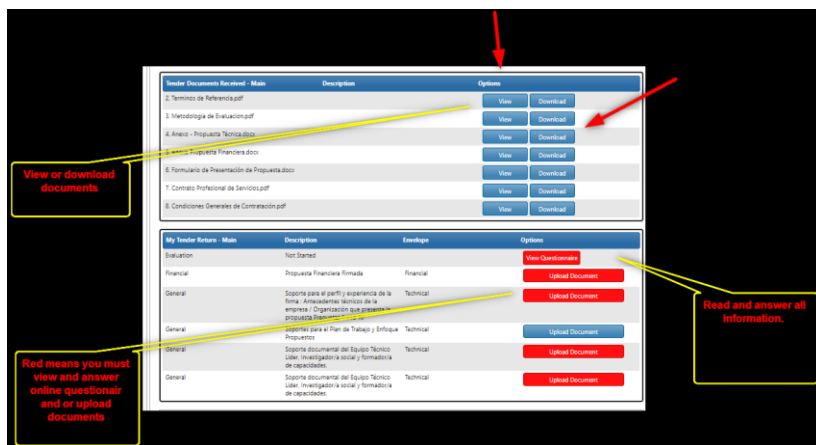 Tender Documents Received - Main Description Options
2. Terminos de Referencia.pdf View Download
3. Metodología de Evaluacion.pdf View Download
4. Anexo - Propuesta Técnica.docx View Download
Propuesta Financiera.docx View Download
6. Formulario de Presentación de Propuesta.docx View Download
7. Contrato Profesional de Servicios.pdf View Download
8. Condiciones Generales de Contratación.pdf View Download
View or download
documents
My Tender Return - Main Description Envelope Options
Evaluation Not Started View Questionnaire
Financial Propuesta Financiera Firmada Financial Upload Document
General Soporte para el perfil y experiencia de la Technical Upload Document
firma : Antecedentes técnicos de la
empresa / Organización que presenta la
propuesta
General Soportes para el Plan de Trabajo y Enfoque Technical Upload Document
Propuestos
General Soporte documental del Equipo Técnico Technical Upload Document
Lider. Investigador/a social y formador/a
de capacidades.
General Soporte documental del Equipo Técnico Technical Upload Document
Lider. Investigador/a social y formador/a
de capacidades.
Read and answer all
information.
Red means you must
view and answer
online questionair
and or upload
documents